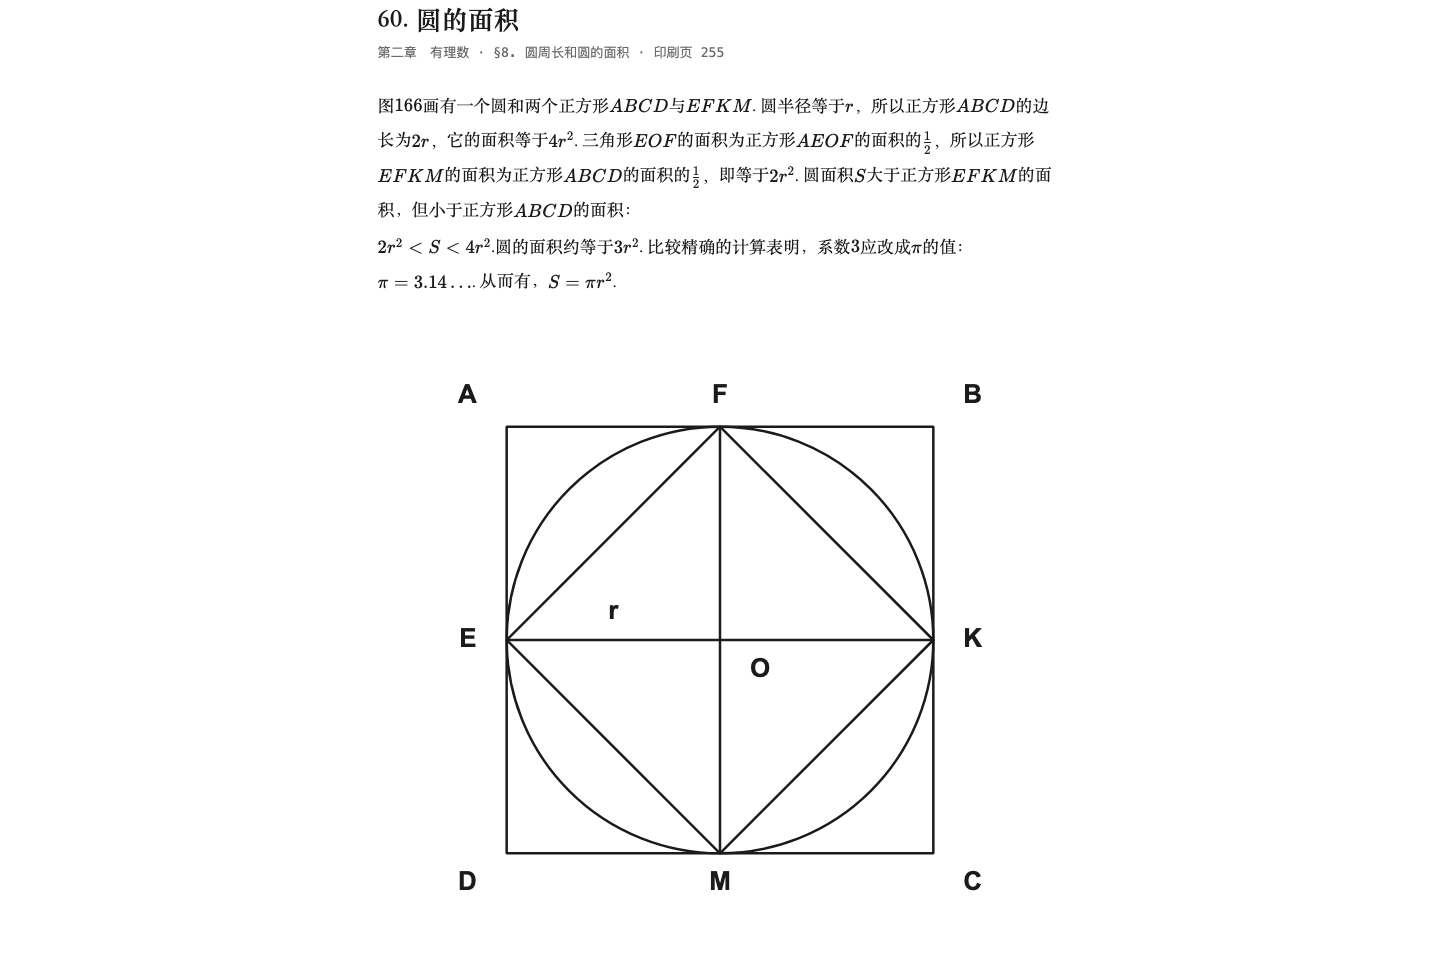 60. 圆的面积
第二章　有理数 · §8. 圆周长和圆的面积 · 印刷页 255
图166画有一个圆和两个正方形ABCD与EFKM. 圆半径等于r，所以正方形ABCD的边
长为2r，它的面积等于4r². 三角形EOF的面积为正方形AEOF的面积的½，所以正方形
EFKM的面积为正方形ABCD的面积的½，即等于2r². 圆面积S大于正方形EFKM的面
积，但小于正方形ABCD的面积：
2r² < S < 4r².圆的面积约等于3r². 比较精确的计算表明，系数3应改成π的值：
π = 3.14…. 从而有，S = πr².
A F B
r
E K
O
D M C